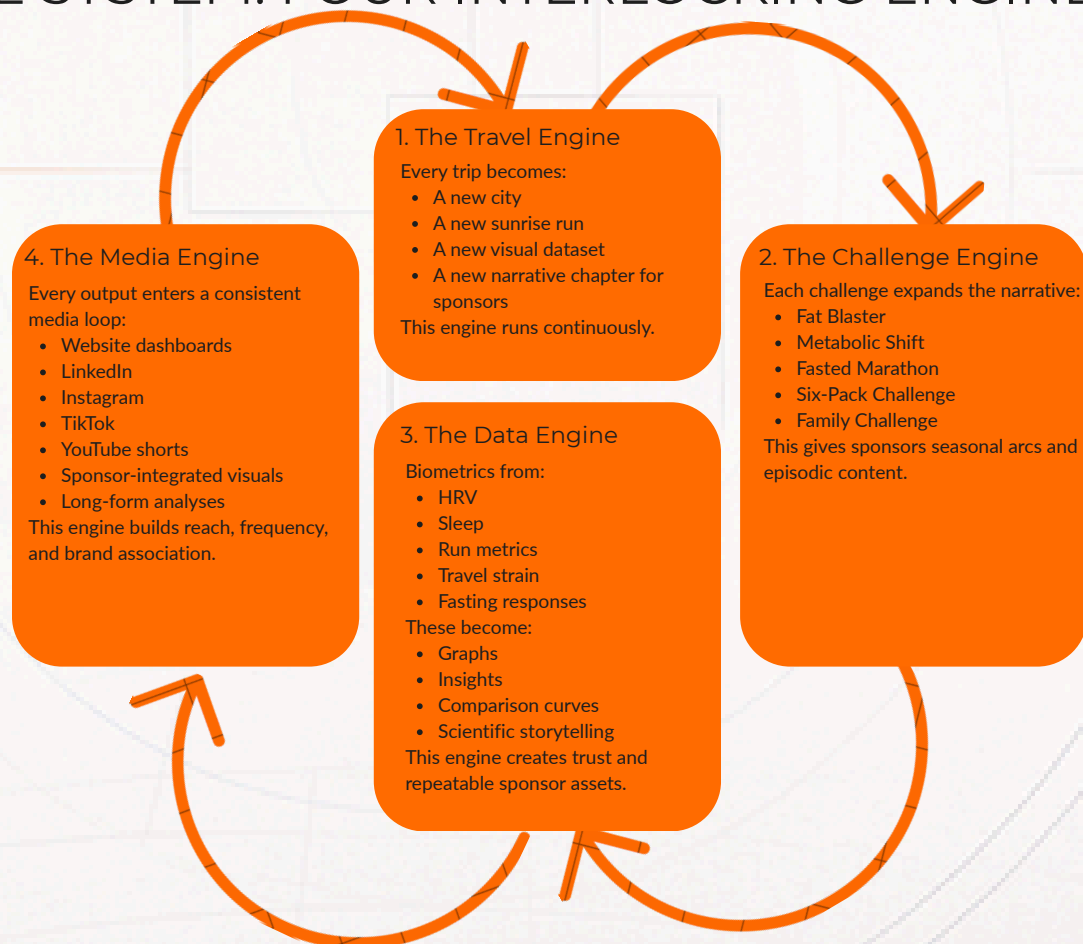 1. The Travel Engine
Every trip becomes:
• A new city
• A new sunrise run
• A new visual dataset
• A new narrative chapter for
sponsors
This engine runs continuously.
2. The Challenge Engine
Each challenge expands the narrative:
• Fat Blaster
• Metabolic Shift
• Fasted Marathon
• Six-Pack Challenge
• Family Challenge
This gives sponsors seasonal arcs and
episodic content.
3. The Data Engine
Biometrics from:
• HRV
• Sleep
• Run metrics
• Travel strain
• Fasting responses
These become:
• Graphs
• Insights
• Comparison curves
• Scientific storytelling
This engine creates trust and
repeatable sponsor assets.
4. The Media Engine
Every output enters a consistent
media loop:
• Website dashboards
• LinkedIn
• Instagram
• TikTok
• YouTube shorts
• Sponsor-integrated visuals
• Long-form analyses
This engine builds reach, frequency,
and brand association.